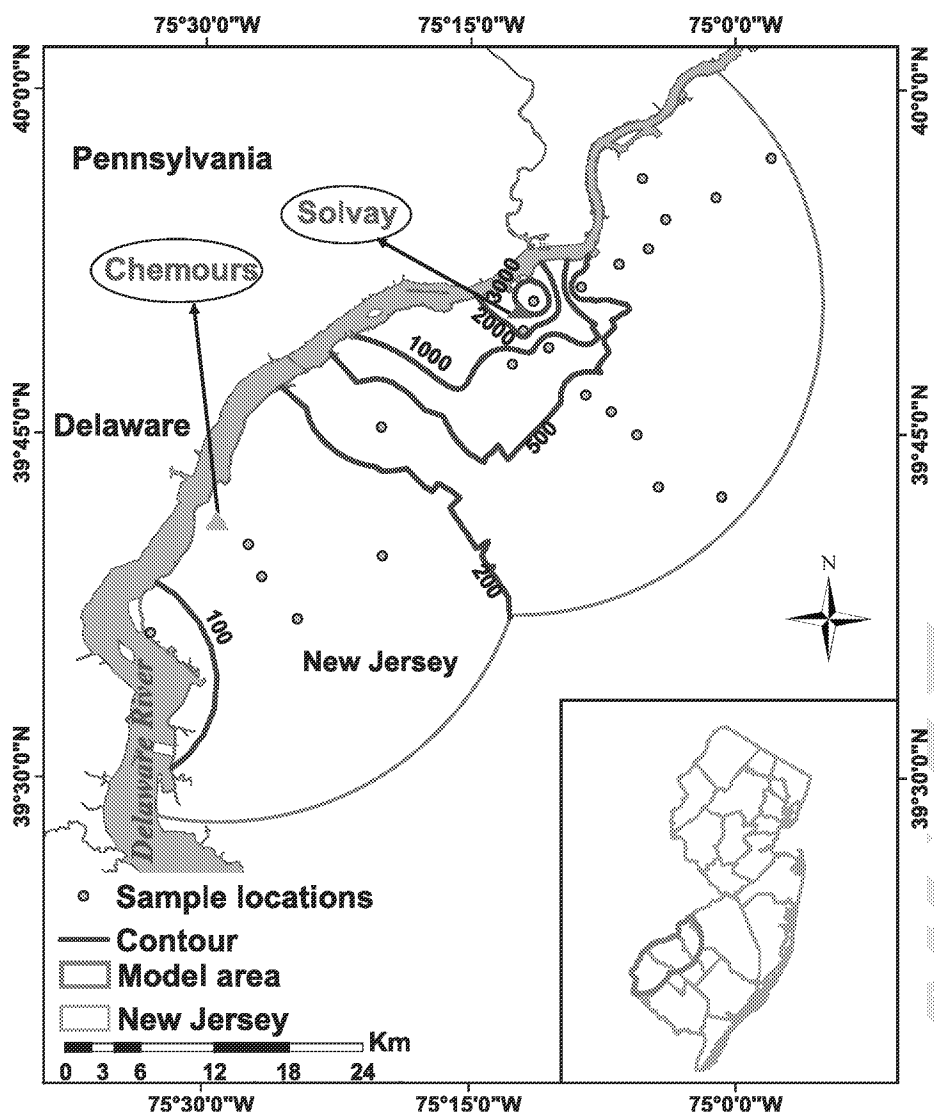 75°30'0"W 75°15'0"W 75°0'0"W
40°0'0"N
40°0'0"N
Pennsylvania
Solvay
Chemours
3000
2000
1000
Delaware
39°45'0"N
39°45'0"N
500
200
100
N
New Jersey
Delaware River
39°30'0"N
39°30'0"N
Sample locations
Contour
Model area
New Jersey
Km
0 3 6 12 18 24
75°30'0"W 75°15'0"W 75°0'0"W